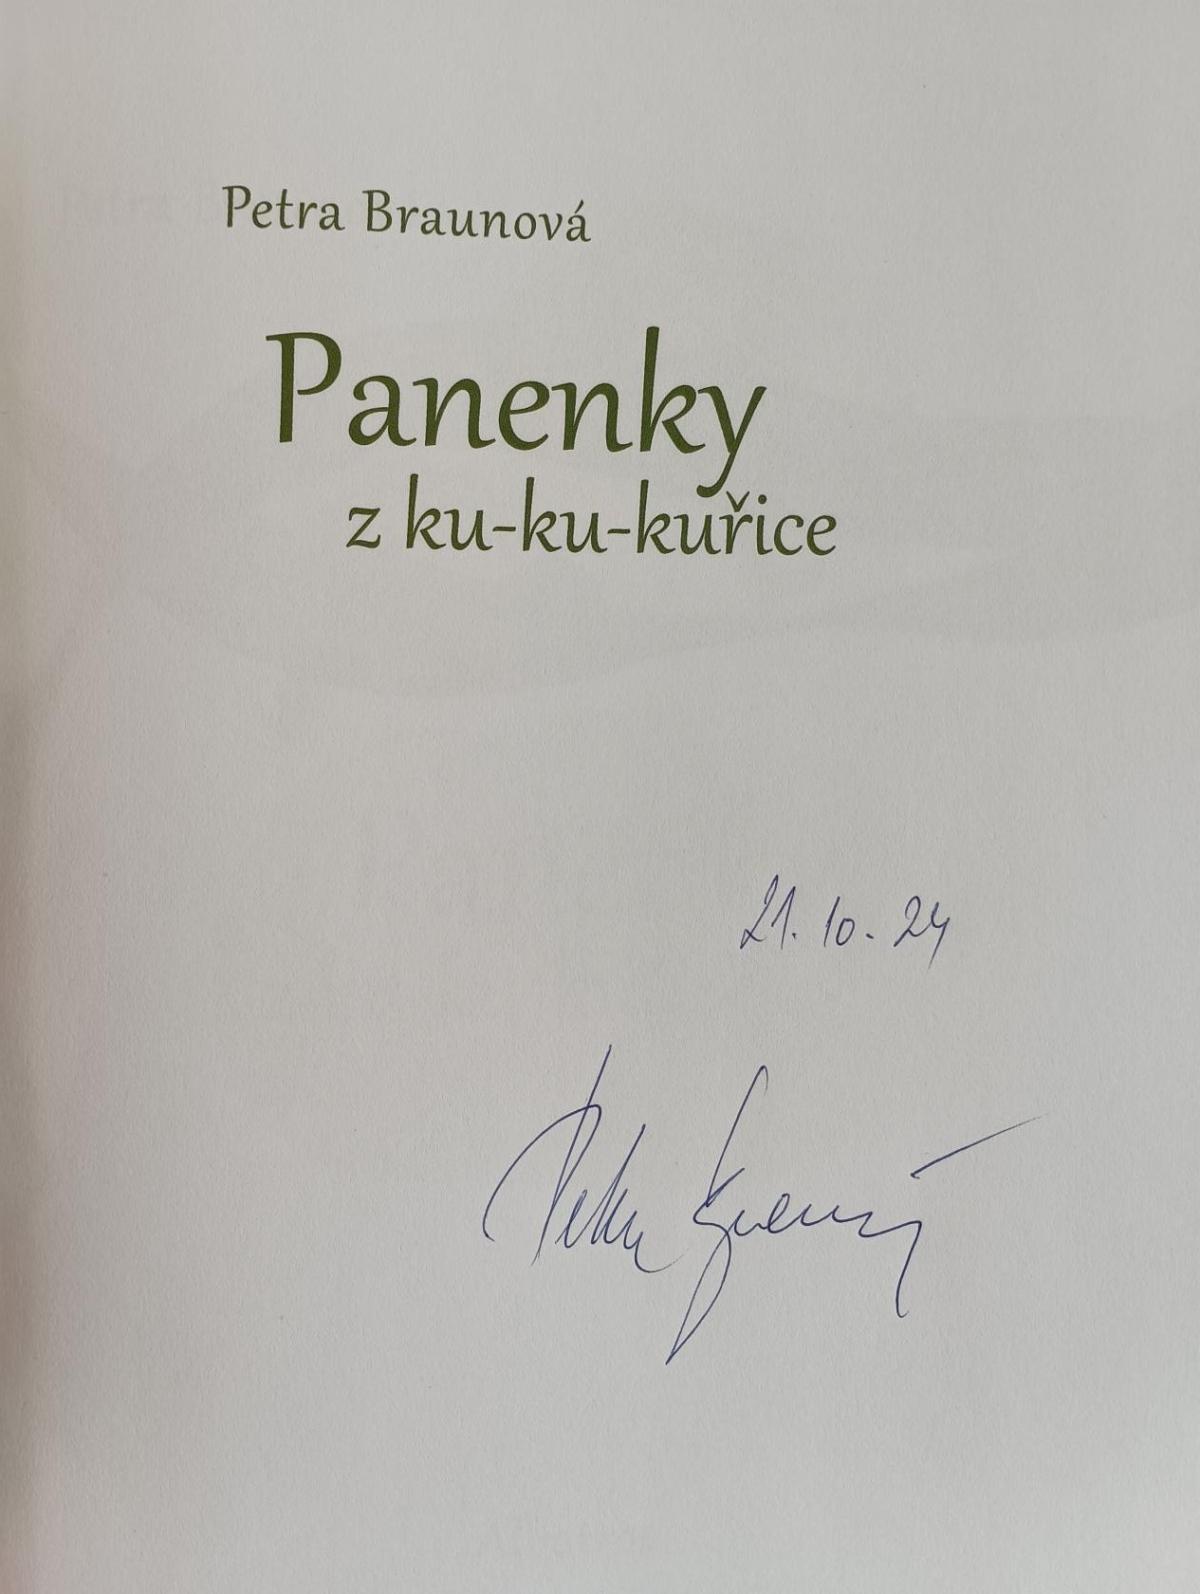 Petra Braunová
Panenky
z ku-ku-kuřice
21. 10. 24